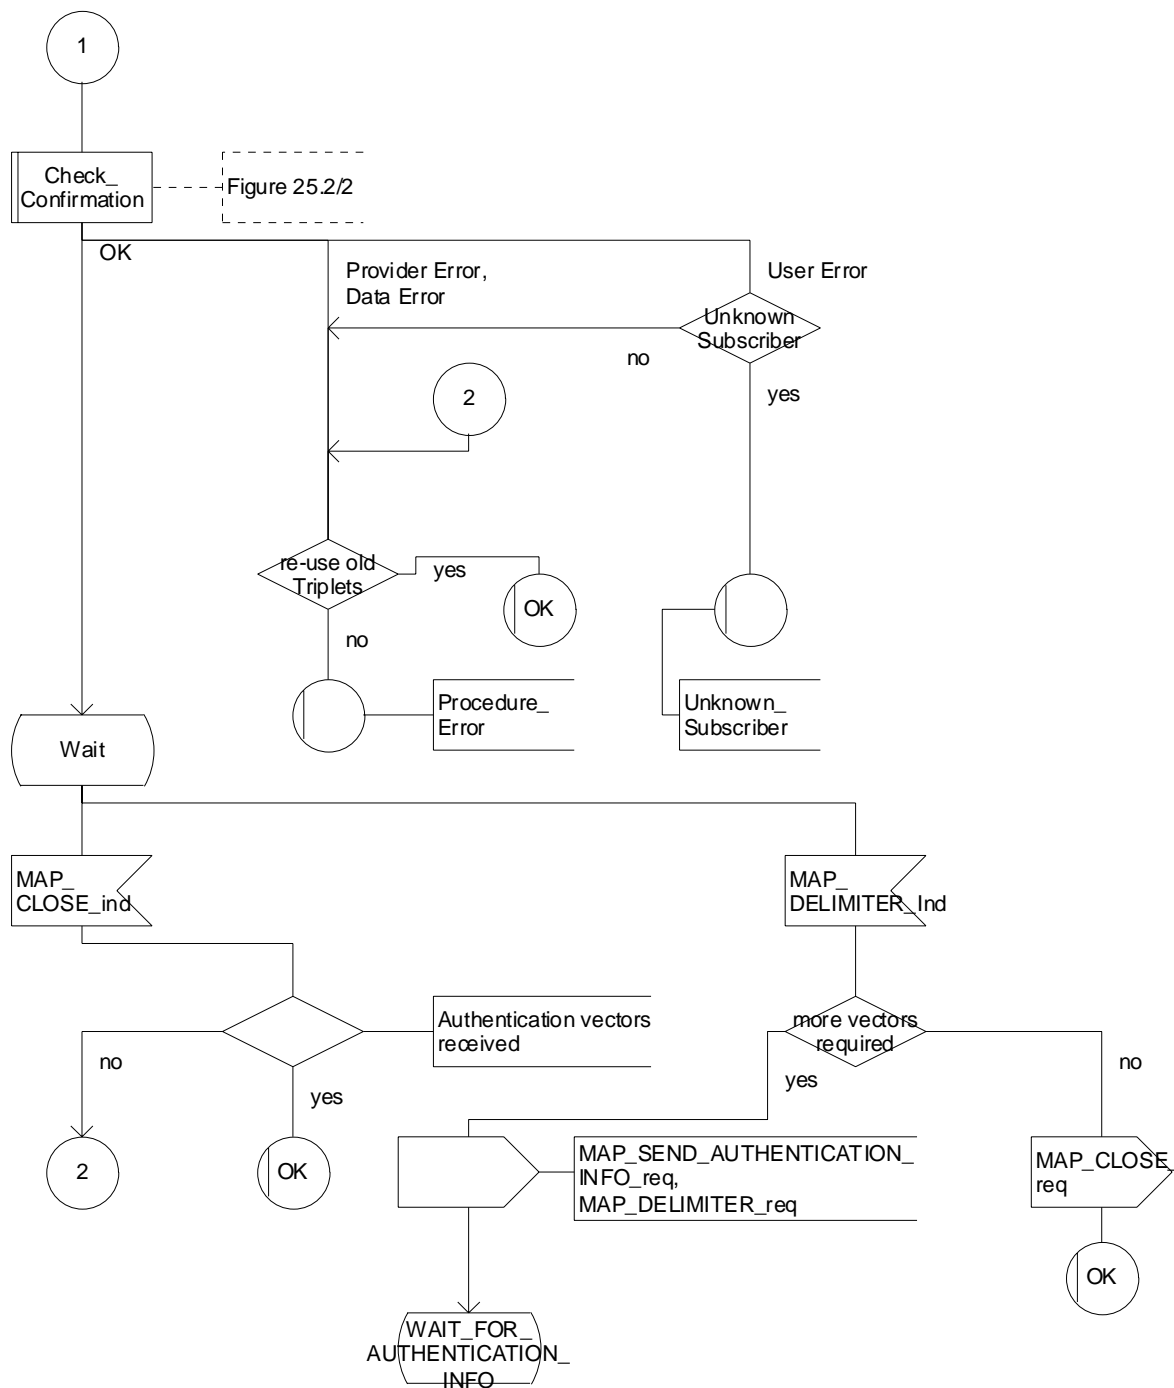 1
Check_
Confirmation
Figure 25.2/2
OK
Provider Error,
Data Error
User Error
Unknown
Subscriber
no
yes
2
re-use old
Triplets
yes
OK
no
Procedure_
Error
Unknown_
Subscriber
Wait
MAP_
CLOSE_ind
MAP_
DELIMITER_Ind
Authentication vectors
received
more vectors
required
no
yes
yes
no
2
OK
MAP_SEND_AUTHENTICATION_
INFO_req,
MAP_DELIMITER_req
MAP_CLOSE_
req
OK
WAIT_FOR_
AUTHENTICATION_
INFO